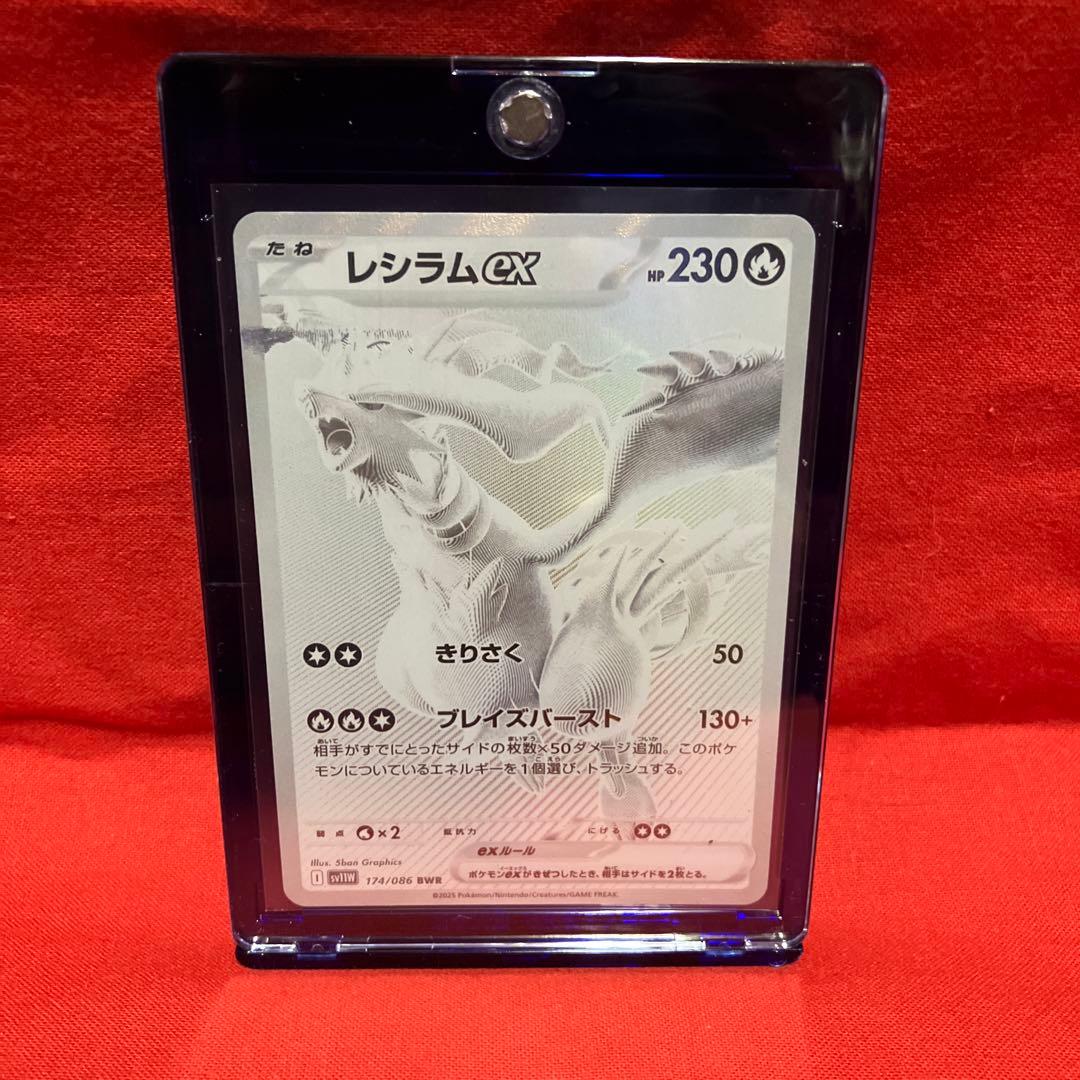 たね レシラムex HP 230
きりさく 50
ブレイズバースト 130+
相手がすでにとったサイドの枚数×50ダメージ追加。このポケ
モンについているエネルギーを1個選び、トラッシュする。
弱点 ×2 抵抗力 にげる
exルール
ポケモンexがきぜつしたとき、相手はサイドを2枚とる。
Illus. 5ban Graphics
I sv11W 174/086 BWR
©2025 Pokémon/Nintendo/Creatures/GAME FREAK.